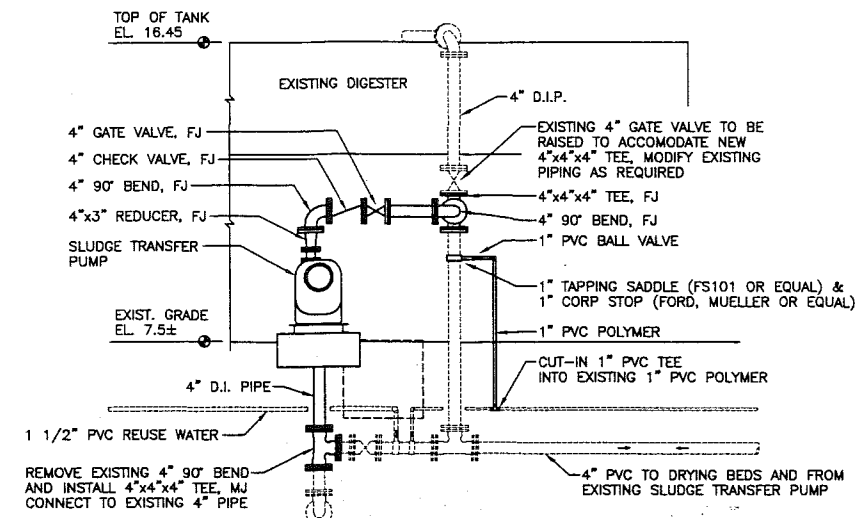 TOP OF TANK
EL. 16.45
EXISTING DIGESTER
4" D.I.P.
4" GATE VALVE, FJ
4" CHECK VALVE, FJ
4" 90° BEND, FJ
4"x3" REDUCER, FJ
SLUDGE TRANSFER
PUMP
EXISTING 4" GATE VALVE TO BE
RAISED TO ACCOMODATE NEW
4"x4"x4" TEE, MODIFY EXISTING
PIPING AS REQUIRED
4"x4"x4" TEE, FJ
4" 90° BEND, FJ
1" PVC BALL VALVE
1" TAPPING SADDLE (FS101 OR EQUAL) &
1" CORP STOP (FORD, MUELLER OR EQUAL)
EXIST. GRADE
EL. 7.5±
1" PVC POLYMER
CUT-IN 1" PVC TEE
INTO EXISTING 1" PVC POLYMER
4" D.I. PIPE
1 1/2" PVC REUSE WATER
REMOVE EXISTING 4" 90° BEND
AND INSTALL 4"x4"x4" TEE, MJ
CONNECT TO EXISTING 4" PIPE
4" PVC TO DRYING BEDS AND FROM
EXISTING SLUDGE TRANSFER PUMP